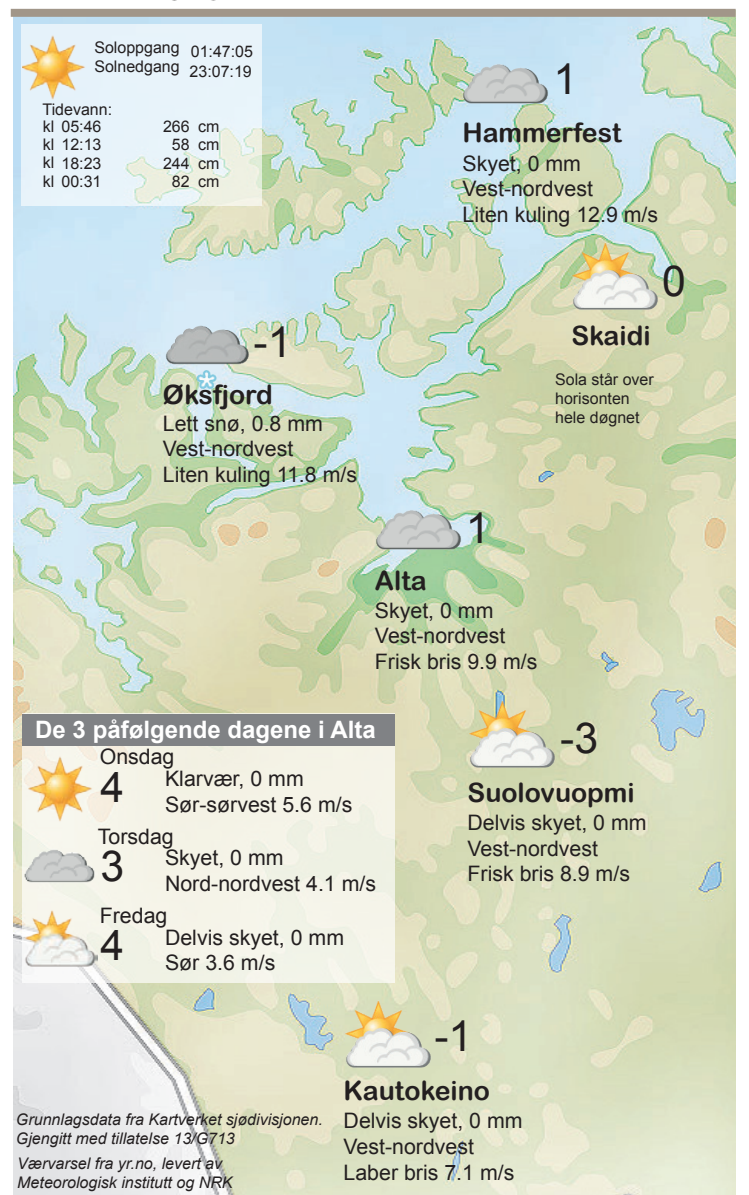 Soloppgang 01:47:05
Solnedgang 23:07:19
Tidevann:
kl 05:46 266 cm
kl 12:13 58 cm
kl 18:23 244 cm
kl 00:31 82 cm
1
Hammerfest
Skyet, 0 mm
Vest-nordvest
Liten kuling 12.9 m/s
0
Skaidi
Sola står over
horisonten
hele døgnet
-1
Øksfjord
Lett snø, 0.8 mm
Vest-nordvest
Liten kuling 11.8 m/s
1
Alta
Skyet, 0 mm
Vest-nordvest
Frisk bris 9.9 m/s
-3
Suolovuopmi
Delvis skyet, 0 mm
Vest-nordvest
Frisk bris 8.9 m/s
De 3 påfølgende dagene i Alta
Onsdag
4
Klarvær, 0 mm
Sør-sørvest 5.6 m/s
Torsdag
3
Skyet, 0 mm
Nord-nordvest 4.1 m/s
Fredag
4
Delvis skyet, 0 mm
Sør 3.6 m/s
-1
Kautokeino
Delvis skyet, 0 mm
Vest-nordvest
Laber bris 7.1 m/s
Grunnlagsdata fra Kartverket sjødivisjonen.
Gjengitt med tillatelse 13/G713
Værvarsel fra yr.no, levert av
Meteorologisk institutt og NRK